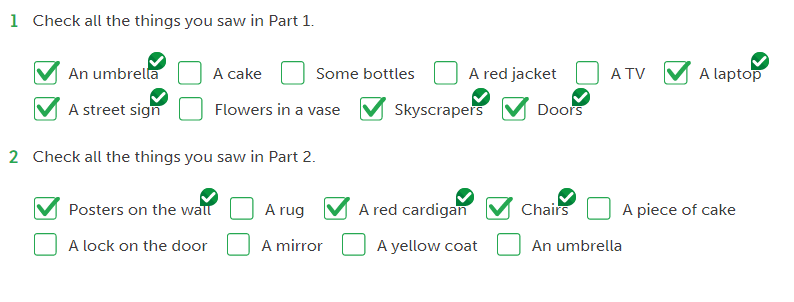 1 Check all the things you saw in Part 1.
An umbrella A cake Some bottles A red jacket A TV A laptop
A street sign Flowers in a vase Skyscrapers Doors
2 Check all the things you saw in Part 2.
Posters on the wall A rug A red cardigan Chairs A piece of cake
A lock on the door A mirror A yellow coat An umbrella